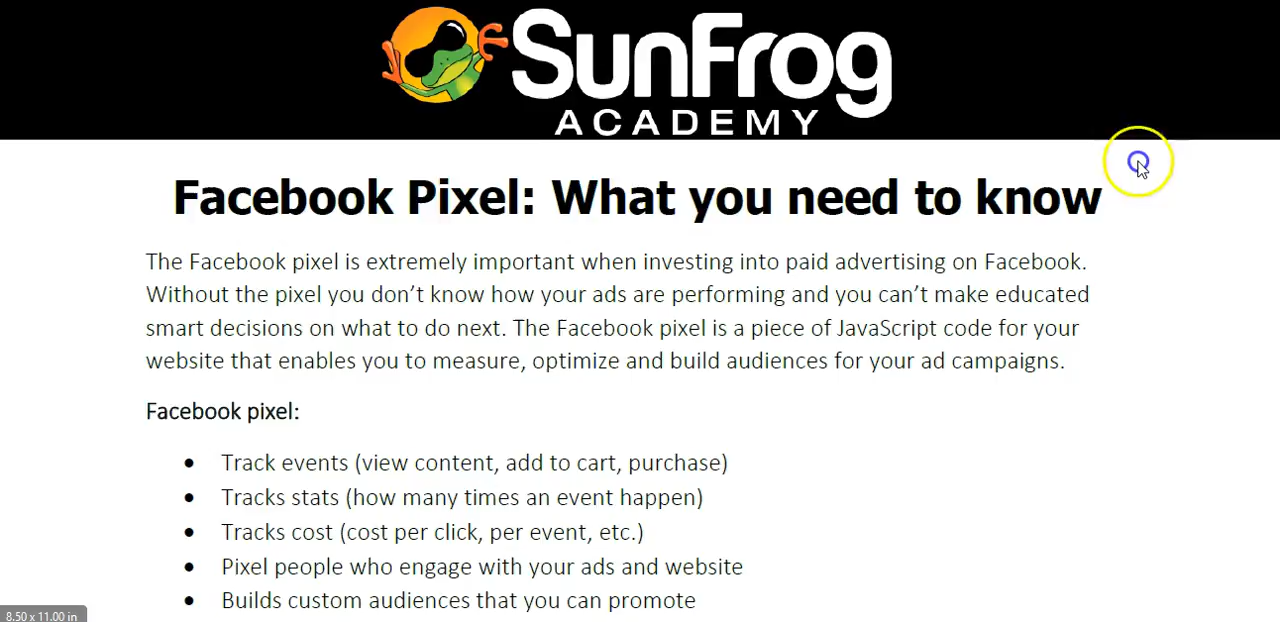 SunFrog
ACADEMY
Facebook Pixel: What you need to know
The Facebook pixel is extremely important when investing into paid advertising on Facebook.
Without the pixel you don’t know how your ads are performing and you can’t make educated
smart decisions on what to do next. The Facebook pixel is a piece of JavaScript code for your
website that enables you to measure, optimize and build audiences for your ad campaigns.
Facebook pixel:
• Track events (view content, add to cart, purchase)
• Tracks stats (how many times an event happen)
• Tracks cost (cost per click, per event, etc.)
• Pixel people who engage with your ads and website
• Builds custom audiences that you can promote
8.50 x 11.00 in